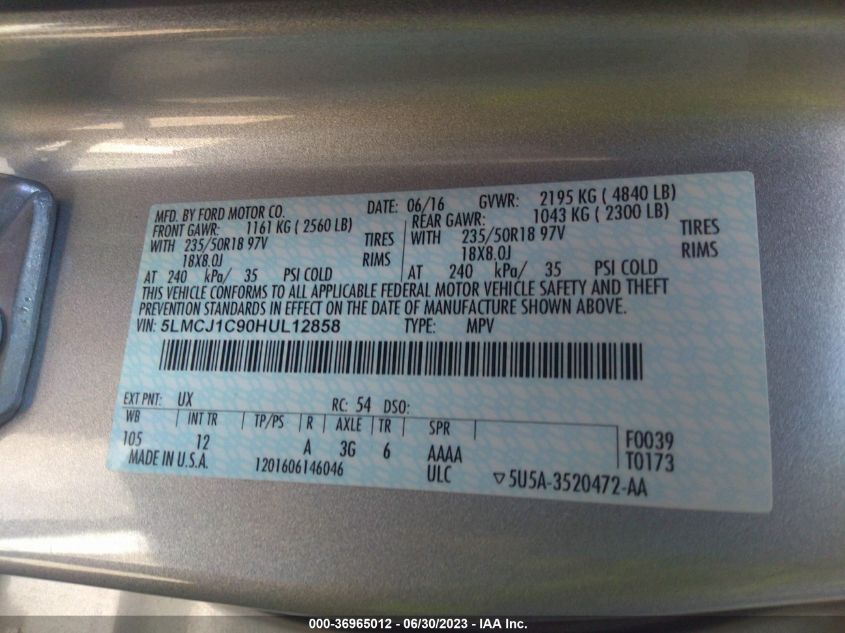 MFD. BY FORD MOTOR CO. DATE: 06/16 GVWR: 2195 KG ( 4840 LB)
FRONT GAWR: 1161 KG ( 2560 LB) REAR GAWR: 1043 KG ( 2300 LB)
WITH 235/50R18 97V TIRES WITH 235/50R18 97V TIRES
18X8.0J RIMS 18X8.0J RIMS
AT 240 kPa/ 35 PSI COLD AT 240 kPa/ 35 PSI COLD
THIS VEHICLE CONFORMS TO ALL APPLICABLE FEDERAL MOTOR VEHICLE SAFETY AND THEFT
PREVENTION STANDARDS IN EFFECT ON THE DATE OF MANUFACTURE SHOWN ABOVE.
VIN: 5LMCJ1C90HUL12858 TYPE: MPV
EXT PNT: UX RC: 54 DSO:
WB INT TR TP/PS R AXLE TR SPR
105 12 A 3G 6 AAAA F0039
MADE IN U.S.A. 1201606146046 ULC T0173
▽5U5A-3520472-AA
000-36965012 - 06/30/2023 - IAA Inc.